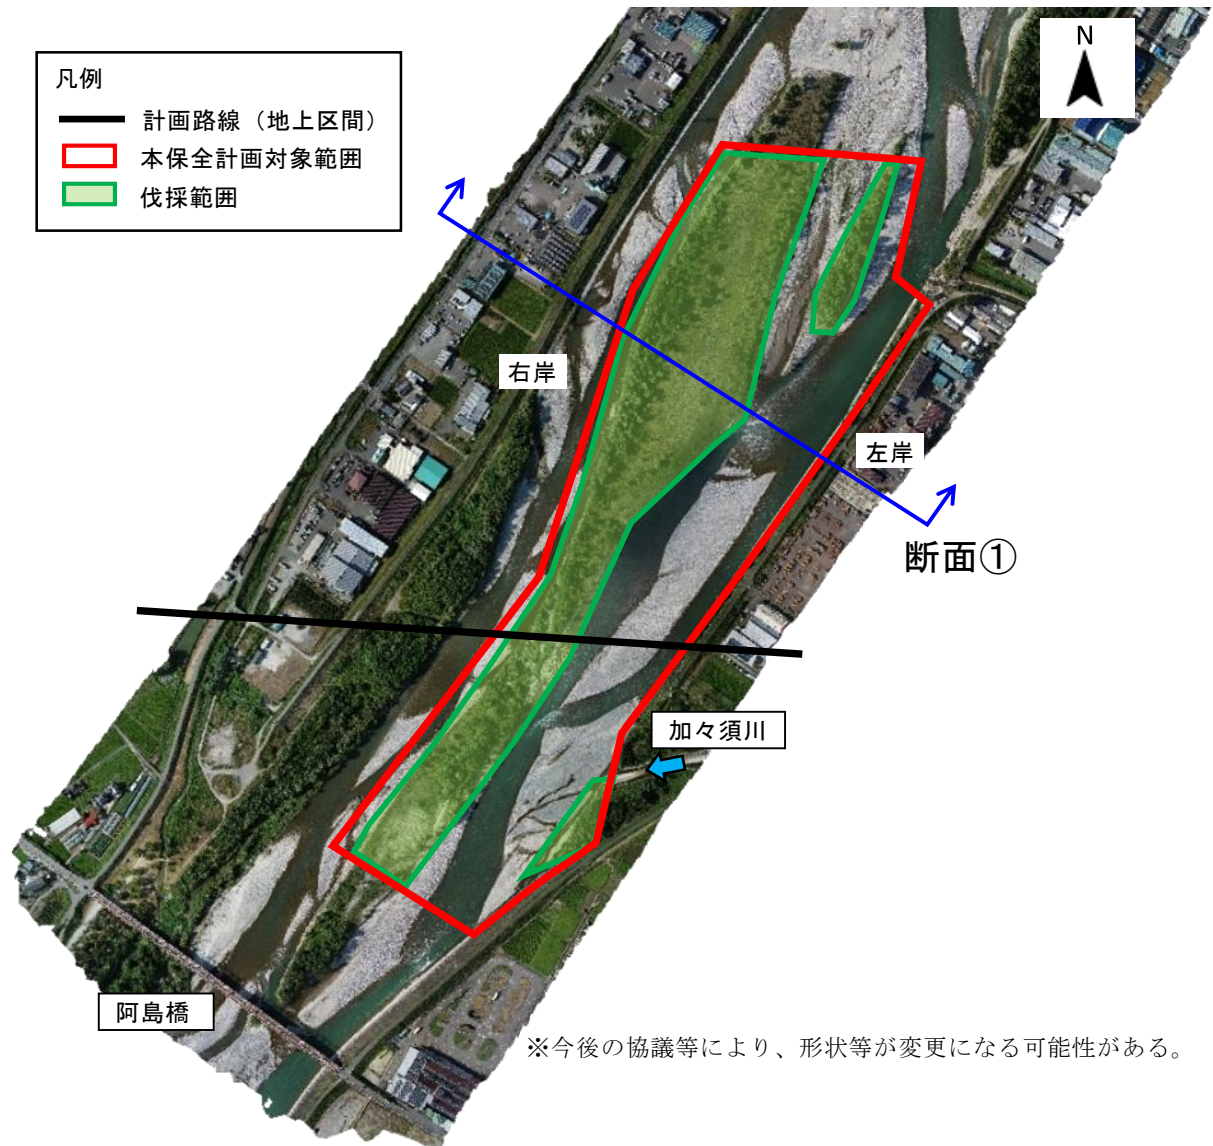 N
凡例
計画路線（地上区間）
本保全計画対象範囲
伐採範囲
右岸
左岸
断面①
加々須川
阿島橋
※今後の協議等により、形状等が変更になる可能性がある。